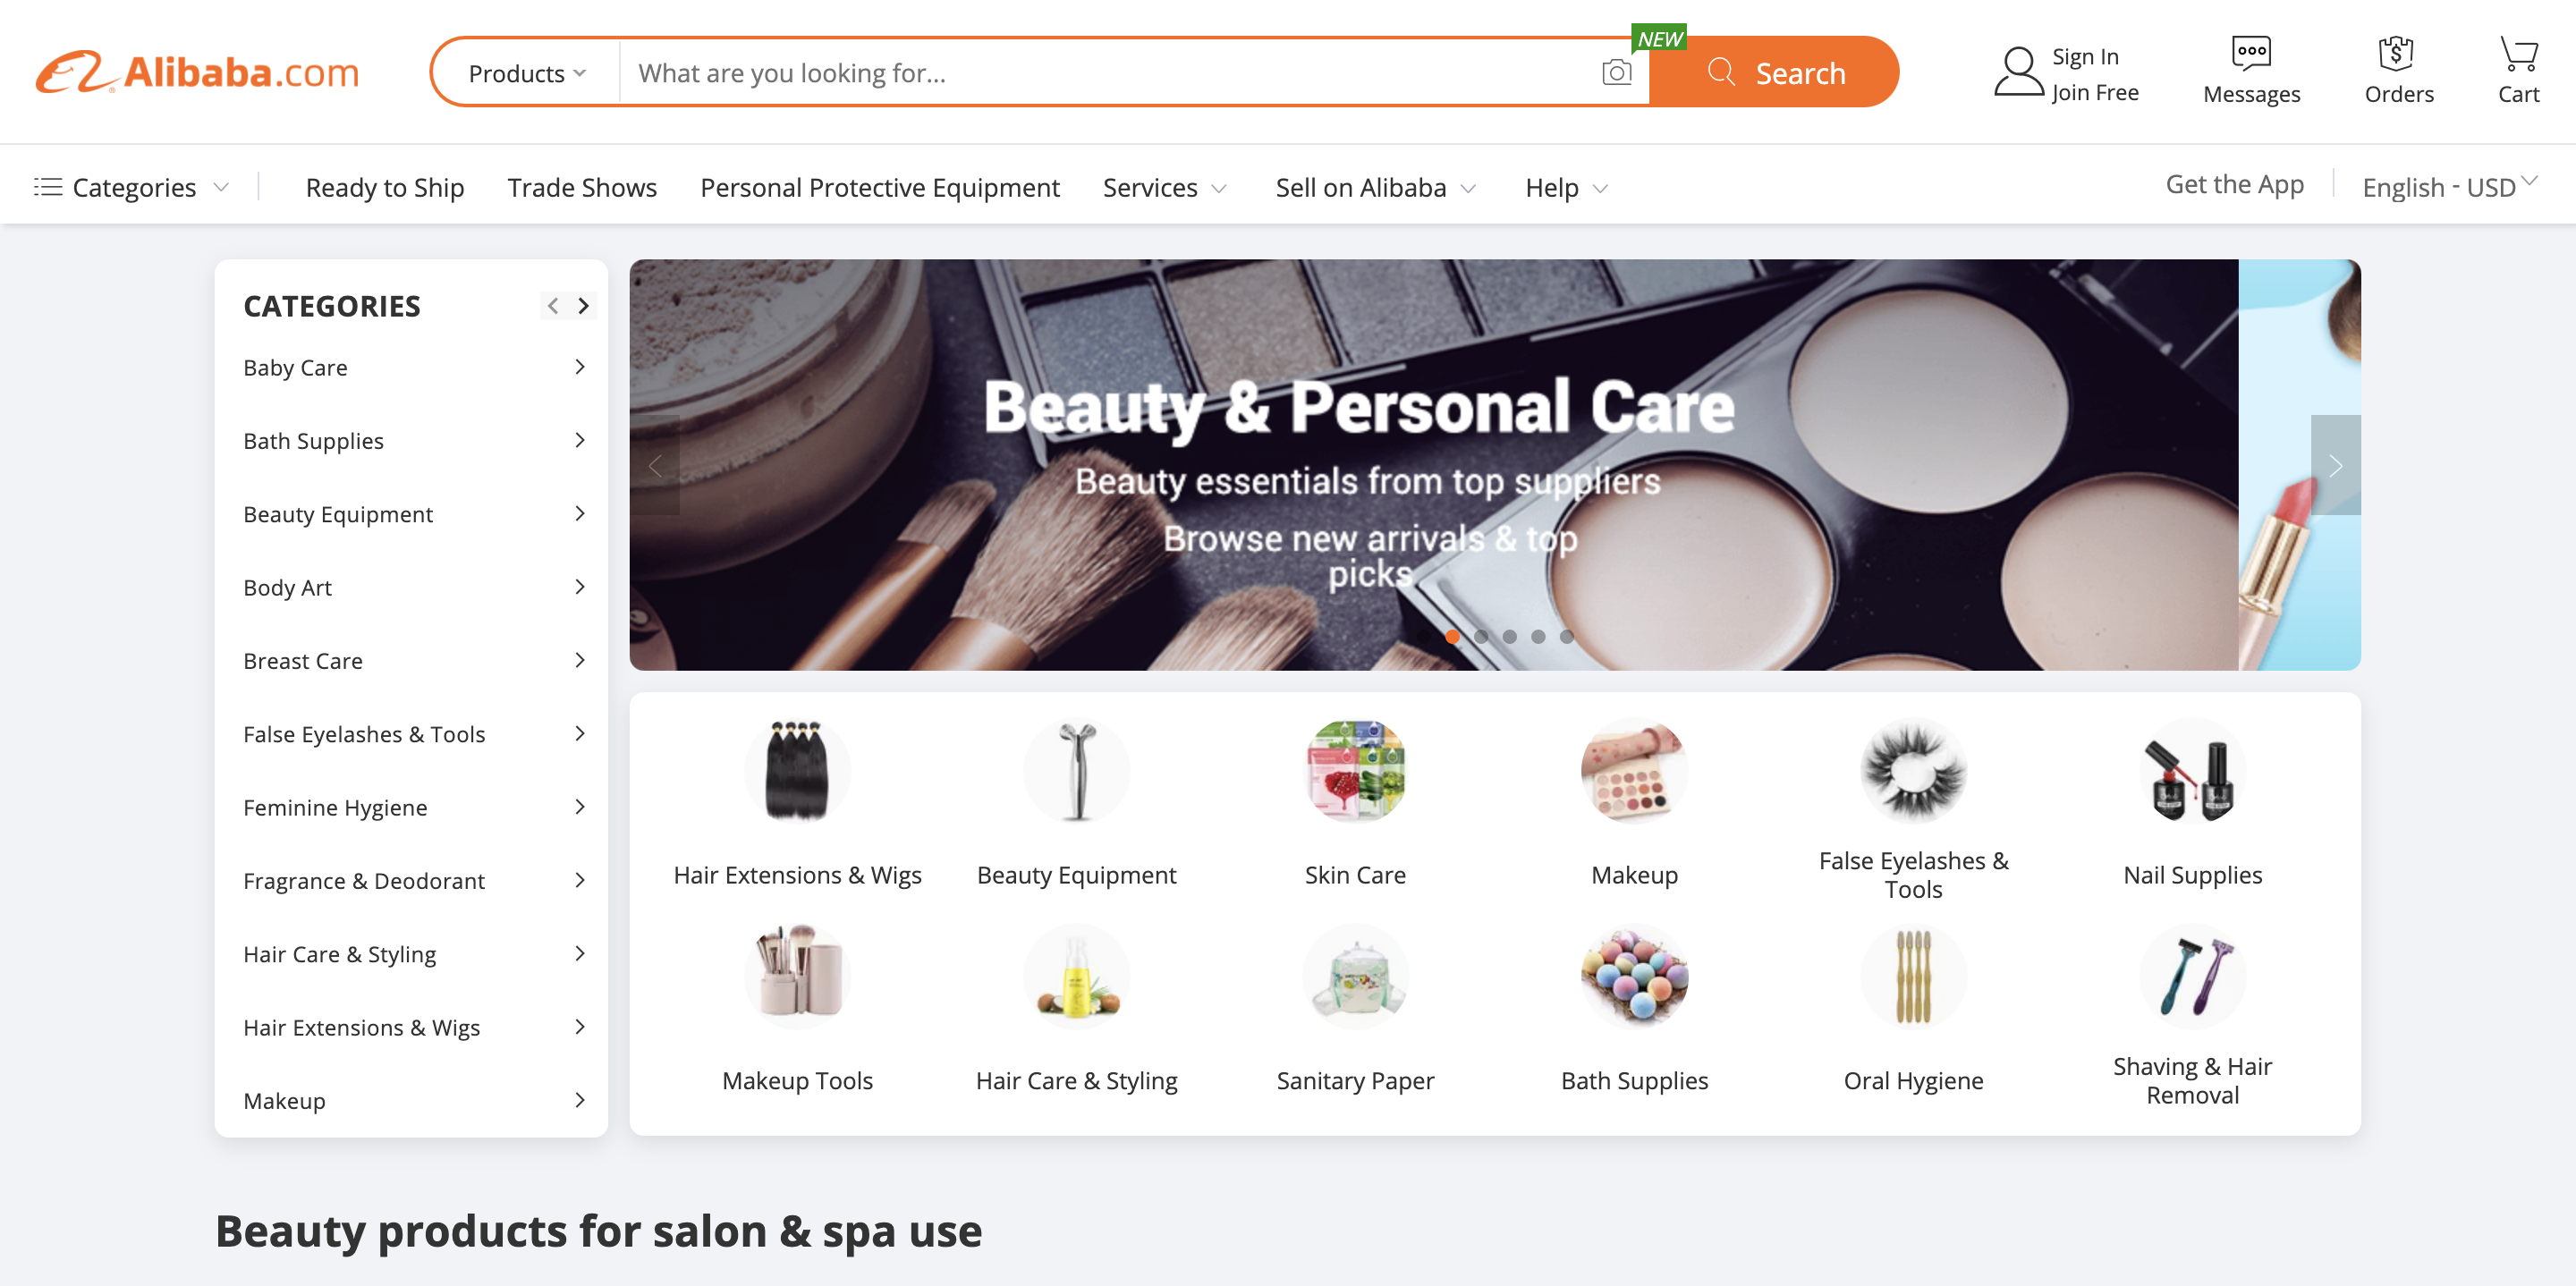 Alibaba.com
Products
What are you looking for...
NEW
Search
Sign In
Join Free
Messages
Orders
Cart
Categories
Ready to Ship
Trade Shows
Personal Protective Equipment
Services
Sell on Alibaba
Help
Get the App
English - USD
CATEGORIES
Baby Care
Bath Supplies
Beauty Equipment
Body Art
Breast Care
False Eyelashes & Tools
Feminine Hygiene
Fragrance & Deodorant
Hair Care & Styling
Hair Extensions & Wigs
Makeup
Beauty & Personal Care
Beauty essentials from top suppliers
Browse new arrivals & top
picks
Hair Extensions & Wigs
Beauty Equipment
Skin Care
Makeup
False Eyelashes &
Tools
Nail Supplies
Makeup Tools
Hair Care & Styling
Sanitary Paper
Bath Supplies
Oral Hygiene
Shaving & Hair
Removal
Beauty products for salon & spa use